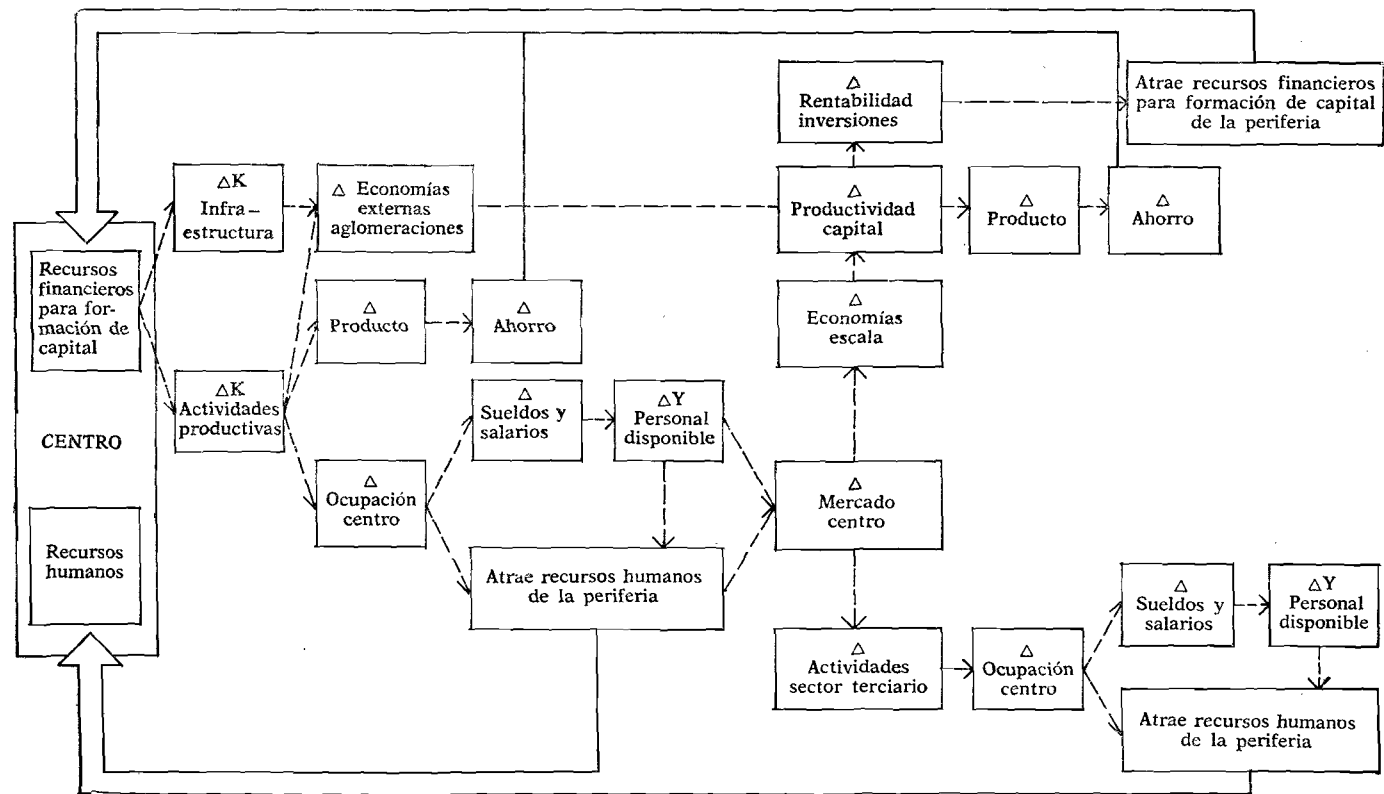 △
Rentabilidad
inversiones
Atrae recursos financieros
para formación de capital
de la periferia
△K
Infra–
estructura
△ Economías
externas
aglomeraciones
△
Productividad
capital
△
Producto
△
Ahorro
Recursos
financieros
para for-
mación de
capital
△
Producto
△
Ahorro
△
Economías
escala
△K
Actividades
productivas
△
Sueldos y
salarios
△Y
Personal
disponible
CENTRO
△
Ocupación
centro
△
Mercado
centro
Recursos
humanos
Atrae recursos humanos
de la periferia
△
Sueldos y
salarios
△Y
Personal
disponible
△
Actividades
sector terciario
△
Ocupación
centro
Atrae recursos humanos
de la periferia